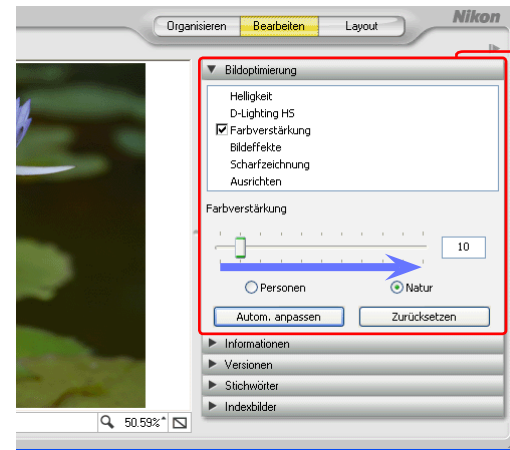 Organisieren Bearbeiten Layout Nikon
Bildoptimierung
Helligkeit
D-Lighting HS
Farbverstärkung
Bildeffekte
Scharfzeichnung
Ausrichten
Farbverstärkung
10
Personen Natur
Autom. anpassen Zurücksetzen
Informationen
Versionen
Stichwörter
Indexbilder
50.59%